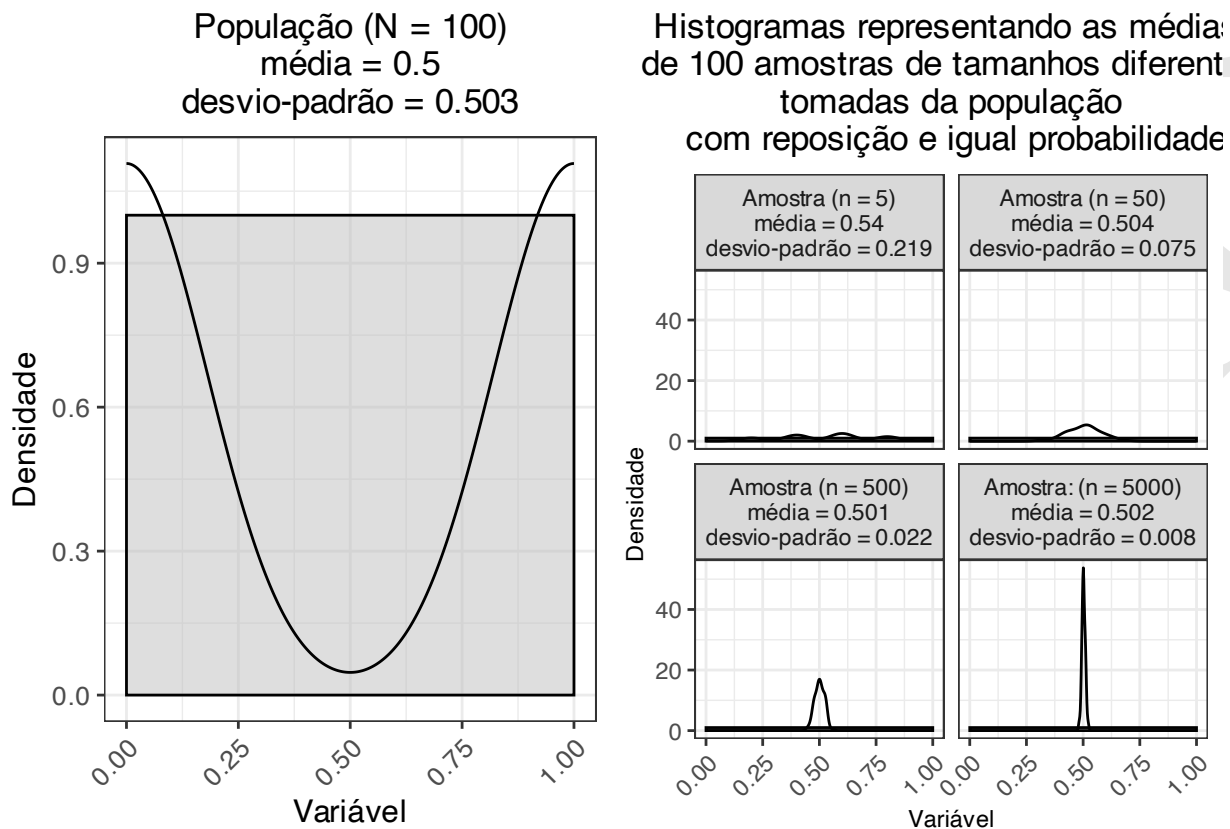 População (N = 100)
média = 0.5
desvio-padrão = 0.503
Densidade
0.9
0.6
0.3
0.0
0.00
0.25
0.50
0.75
1.00
Variável
Histogramas representando as médias
de 100 amostras de tamanhos diferent
tomadas da população
com reposição e igual probabilidade
Amostra (n = 5)
média = 0.54
desvio-padrão = 0.219
Amostra (n = 50)
média = 0.504
desvio-padrão = 0.075
40
20
0
Densidade
Amostra (n = 500)
média = 0.501
desvio-padrão = 0.022
Amostra: (n = 5000)
média = 0.502
desvio-padrão = 0.008
40
20
0
0.00
0.25
0.50
0.75
1.00
0.00
0.25
0.50
0.75
1.00
Variável